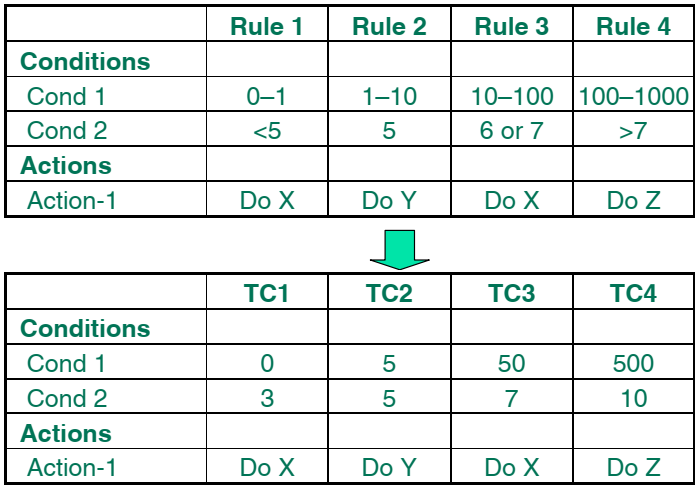 Rule 1 Rule 2 Rule 3 Rule 4
Conditions
Cond 1 0–1 1–10 10–100 100–1000
Cond 2 <5 5 6 or 7 >7
Actions
Action-1 Do X Do Y Do X Do Z
TC1 TC2 TC3 TC4
Conditions
Cond 1 0 5 50 500
Cond 2 3 5 7 10
Actions
Action-1 Do X Do Y Do X Do Z